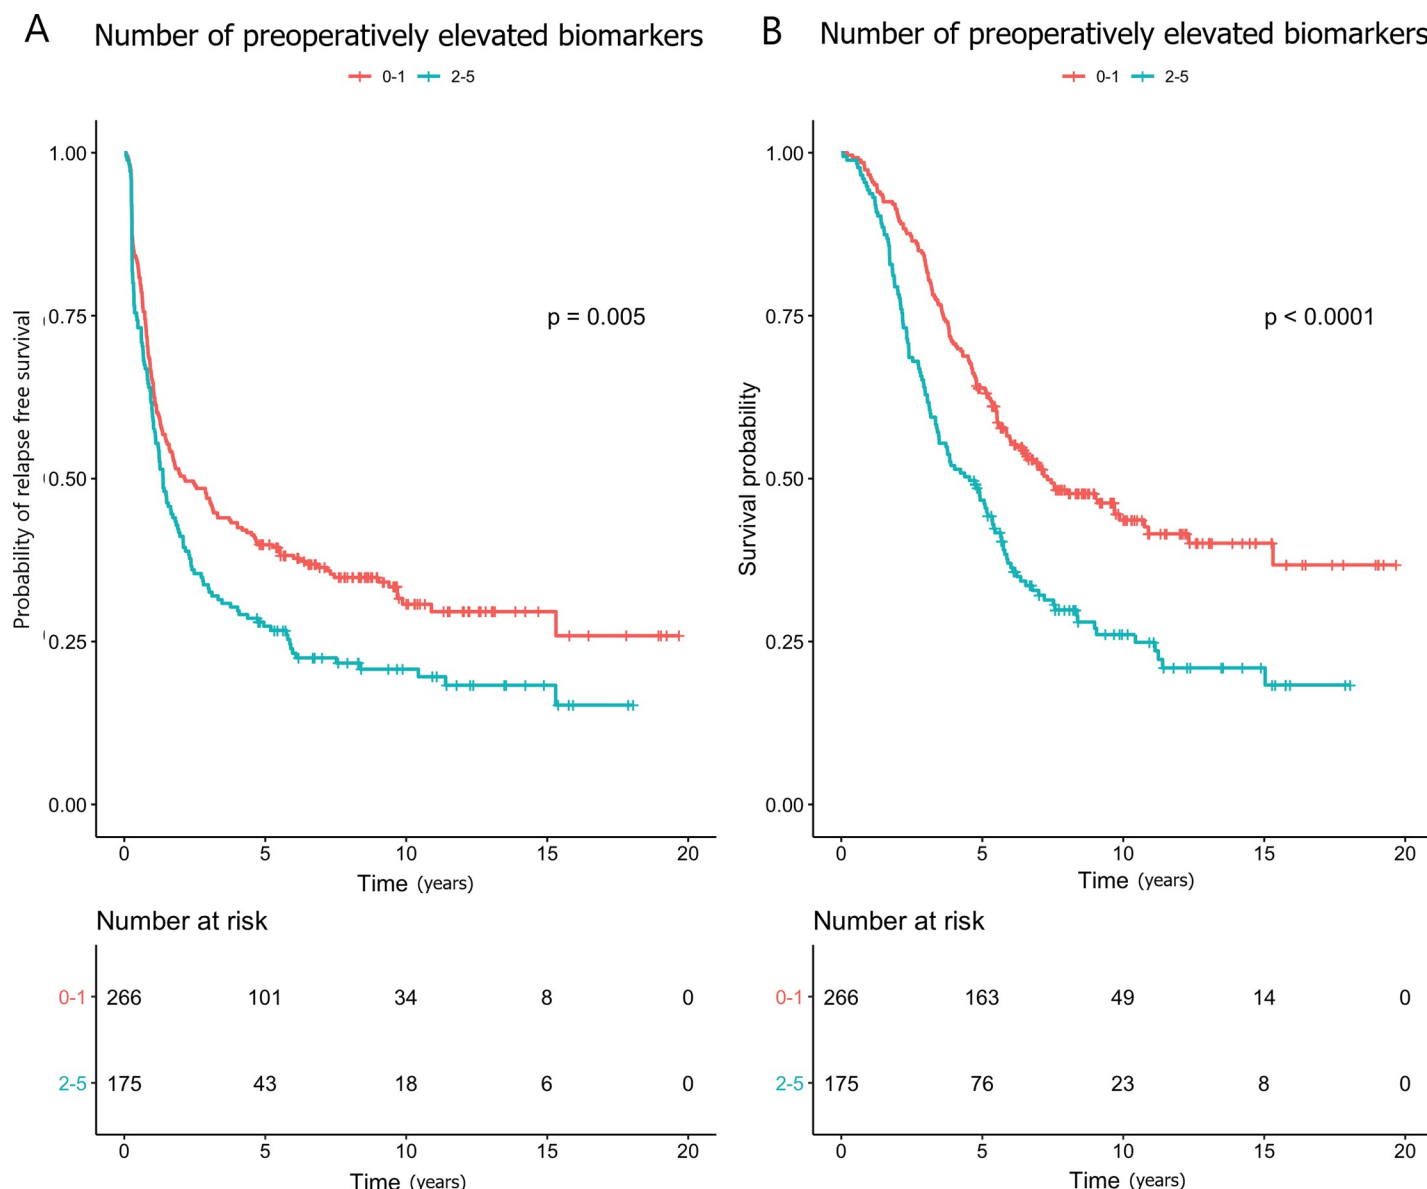 A Number of preoperatively elevated biomarkers
0-1 2-5
1.00
0.75
0.50
0.25
0.00
Probability of relapse free survival
p = 0.005
0 5 10 15 20
Time (years)
Number at risk
0-1 266 101 34 8 0
2-5 175 43 18 6 0
0 5 10 15 20
Time (years)
B Number of preoperatively elevated biomarkers
0-1 2-5
1.00
0.75
0.50
0.25
0.00
Survival probability
p < 0.0001
0 5 10 15 20
Time (years)
Number at risk
0-1 266 163 49 14 0
2-5 175 76 23 8 0
0 5 10 15 20
Time (years)